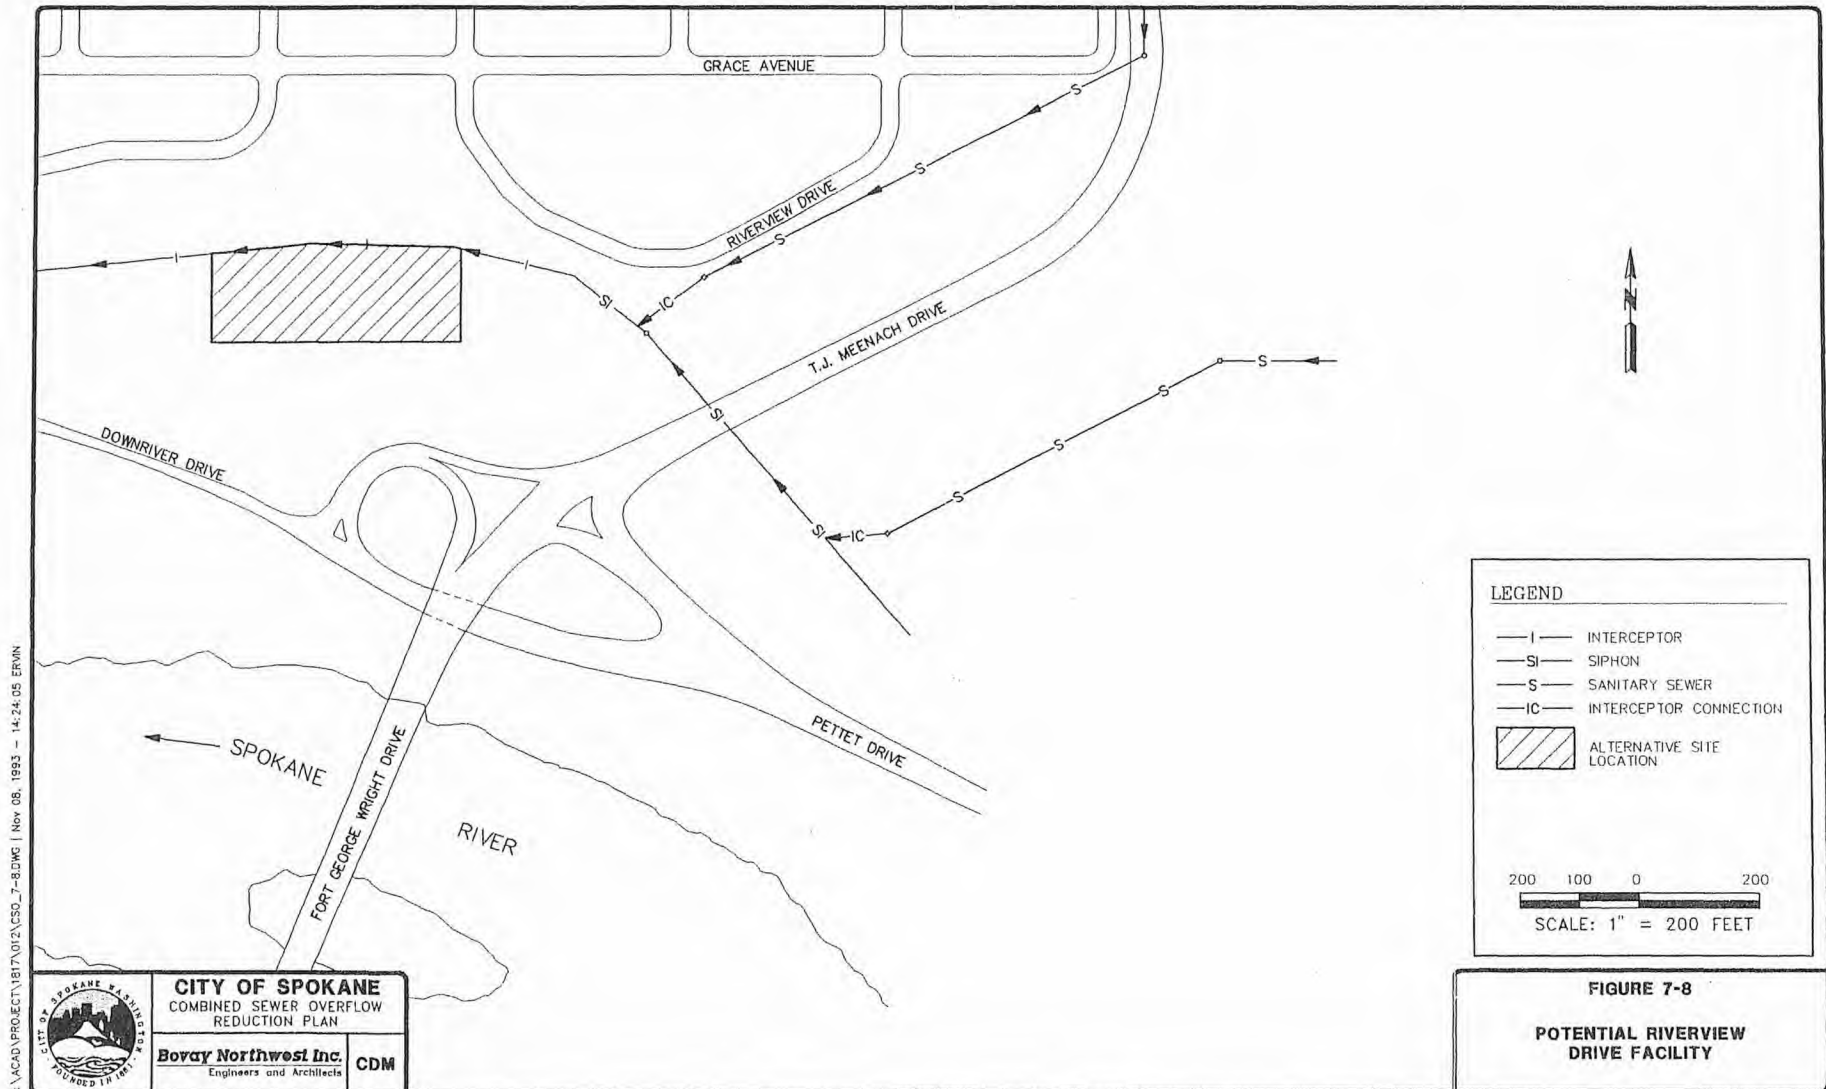 GRACE AVENUE
S
S
RIVERVIEW DRIVE
S
I
I
I
SI
IC
T.J. MEENACH DRIVE
S
S
SI
S
DOWNRIVER DRIVE
S
SI
IC
N
SPOKANE
RIVER
FORT GEORGE WRIGHT DRIVE
PETTET DRIVE
LEGEND
I INTERCEPTOR
SI SIPHON
S SANITARY SEWER
IC INTERCEPTOR CONNECTION
ALTERNATIVE SITE
LOCATION
200 100 0 200
SCALE: 1" = 200 FEET
\ACAD\PROJECT\1817\012\CSO_7-8.DWG | Nov 08, 1993 - 14:24:05 ERVIN
CITY OF SPOKANE WASHINGTON
FOUNDED IN 1881
CITY OF SPOKANE
COMBINED SEWER OVERFLOW
REDUCTION PLAN
Bovay Northwest Inc.
Engineers and Architects
CDM
FIGURE 7-8
POTENTIAL RIVERVIEW
DRIVE FACILITY